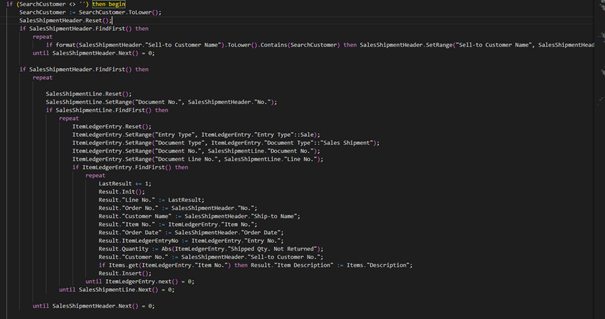 if (SearchCustomer <> '') then begin
SearchCustomer := SearchCustomer.ToLower();
SalesShipmentHeader.Reset();
if SalesShipmentHeader.FindFirst() then
repeat
if format(SalesShipmentHeader."Sell-to Customer Name").ToLower().Contains(SearchCustomer) then SalesShipmentHeader.SetRange("Sell-to Customer Name", SalesShipmentHead
until SalesShipmentHeader.Next() = 0;
if SalesShipmentHeader.FindFirst() then
repeat
SalesShipmentLine.Reset();
SalesShipmentLine.SetRange("Document No.", SalesShipmentHeader."No.");
if SalesShipmentLine.FindFirst() then
repeat
ItemLedgerEntry.Reset();
ItemLedgerEntry.SetRange("Entry Type", ItemLedgerEntry."Entry Type"::Sale);
ItemLedgerEntry.SetRange("Document Type", ItemLedgerEntry."Document Type"::"Sales Shipment");
ItemLedgerEntry.SetRange("Document No.", SalesShipmentLine."Document No.");
ItemLedgerEntry.SetRange("Document Line No.", SalesShipmentLine."Line No.");
if ItemLedgerEntry.FindFirst() then
repeat
LastResult += 1;
Result.Init();
Result."Line No." := LastResult;
Result."Order No." := SalesShipmentHeader."No.";
Result."Customer Name" := SalesShipmentHeader."Ship-to Name";
Result."Item No." := ItemLedgerEntry."Item No.";
Result."Order Date" := SalesShipmentHeader."Order Date";
Result.ItemLedgerEntryNo := ItemLedgerEntry."Entry No.";
Result.Quantity := Abs(ItemLedgerEntry."Shipped Qty. Not Returned");
Result."Customer No." := SalesShipmentHeader."Sell-to Customer No.";
if Items.get(ItemLedgerEntry."Item No.") then Result."Item Description" := Items."Description";
Result.Insert();
until ItemLedgerEntry.next() = 0;
until SalesShipmentLine.Next() = 0;
until SalesShipmentHeader.Next() = 0;